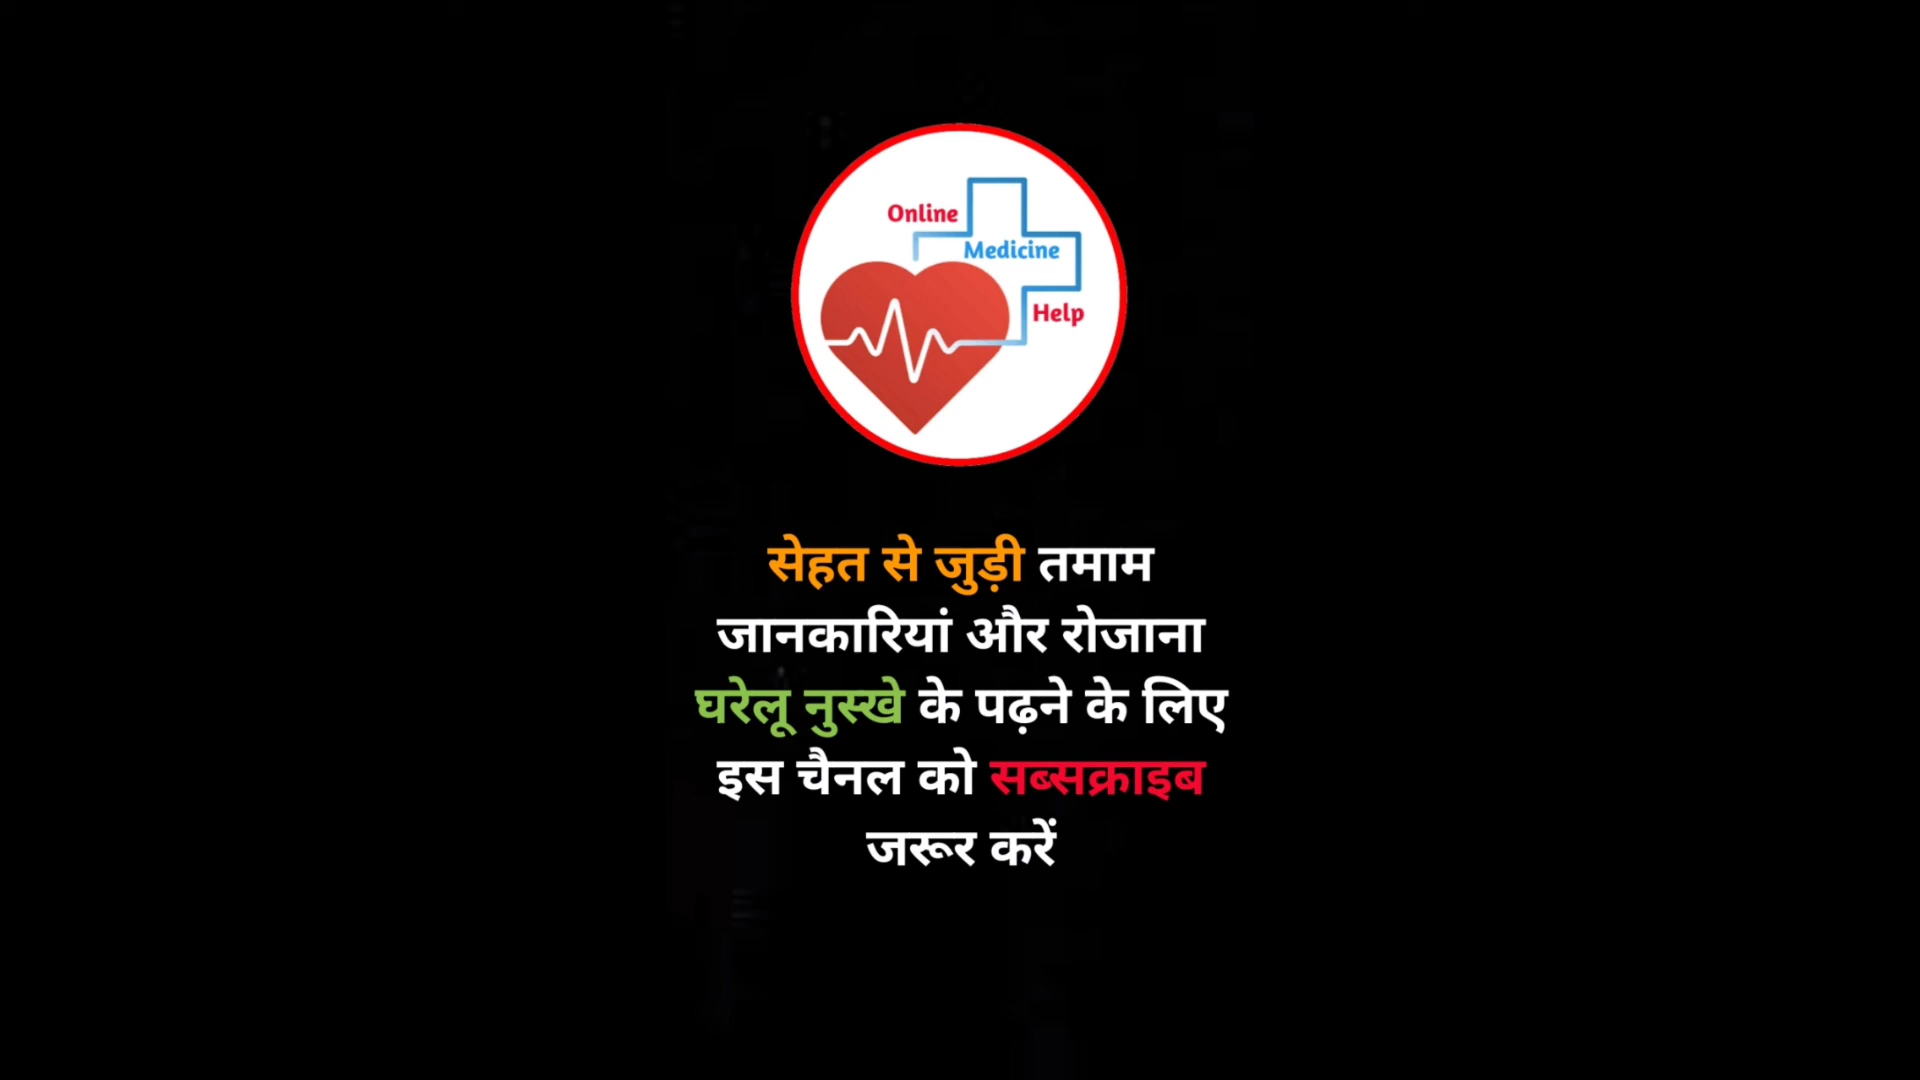 Online
Medicine
Help
सेहत से जुड़ी तमाम
जानकारियां और रोजाना
घरेलू नुस्खे के पढ़ने के लिए
इस चैनल को सब्सक्राइब
जरूर करें